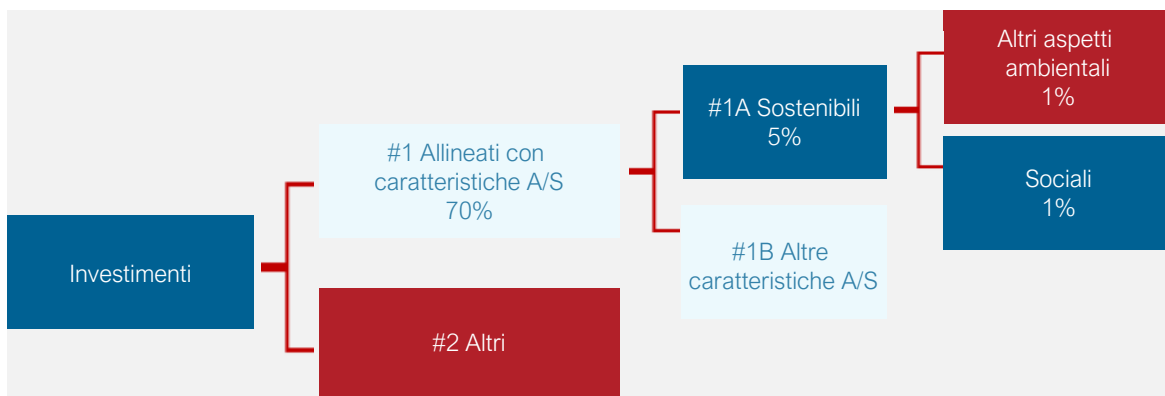 Investimenti
#1 Allineati con
caratteristiche A/S
70%
#2 Altri
#1A Sostenibili
5%
#1B Altre
caratteristiche A/S
Altri aspetti
ambientali
1%
Sociali
1%